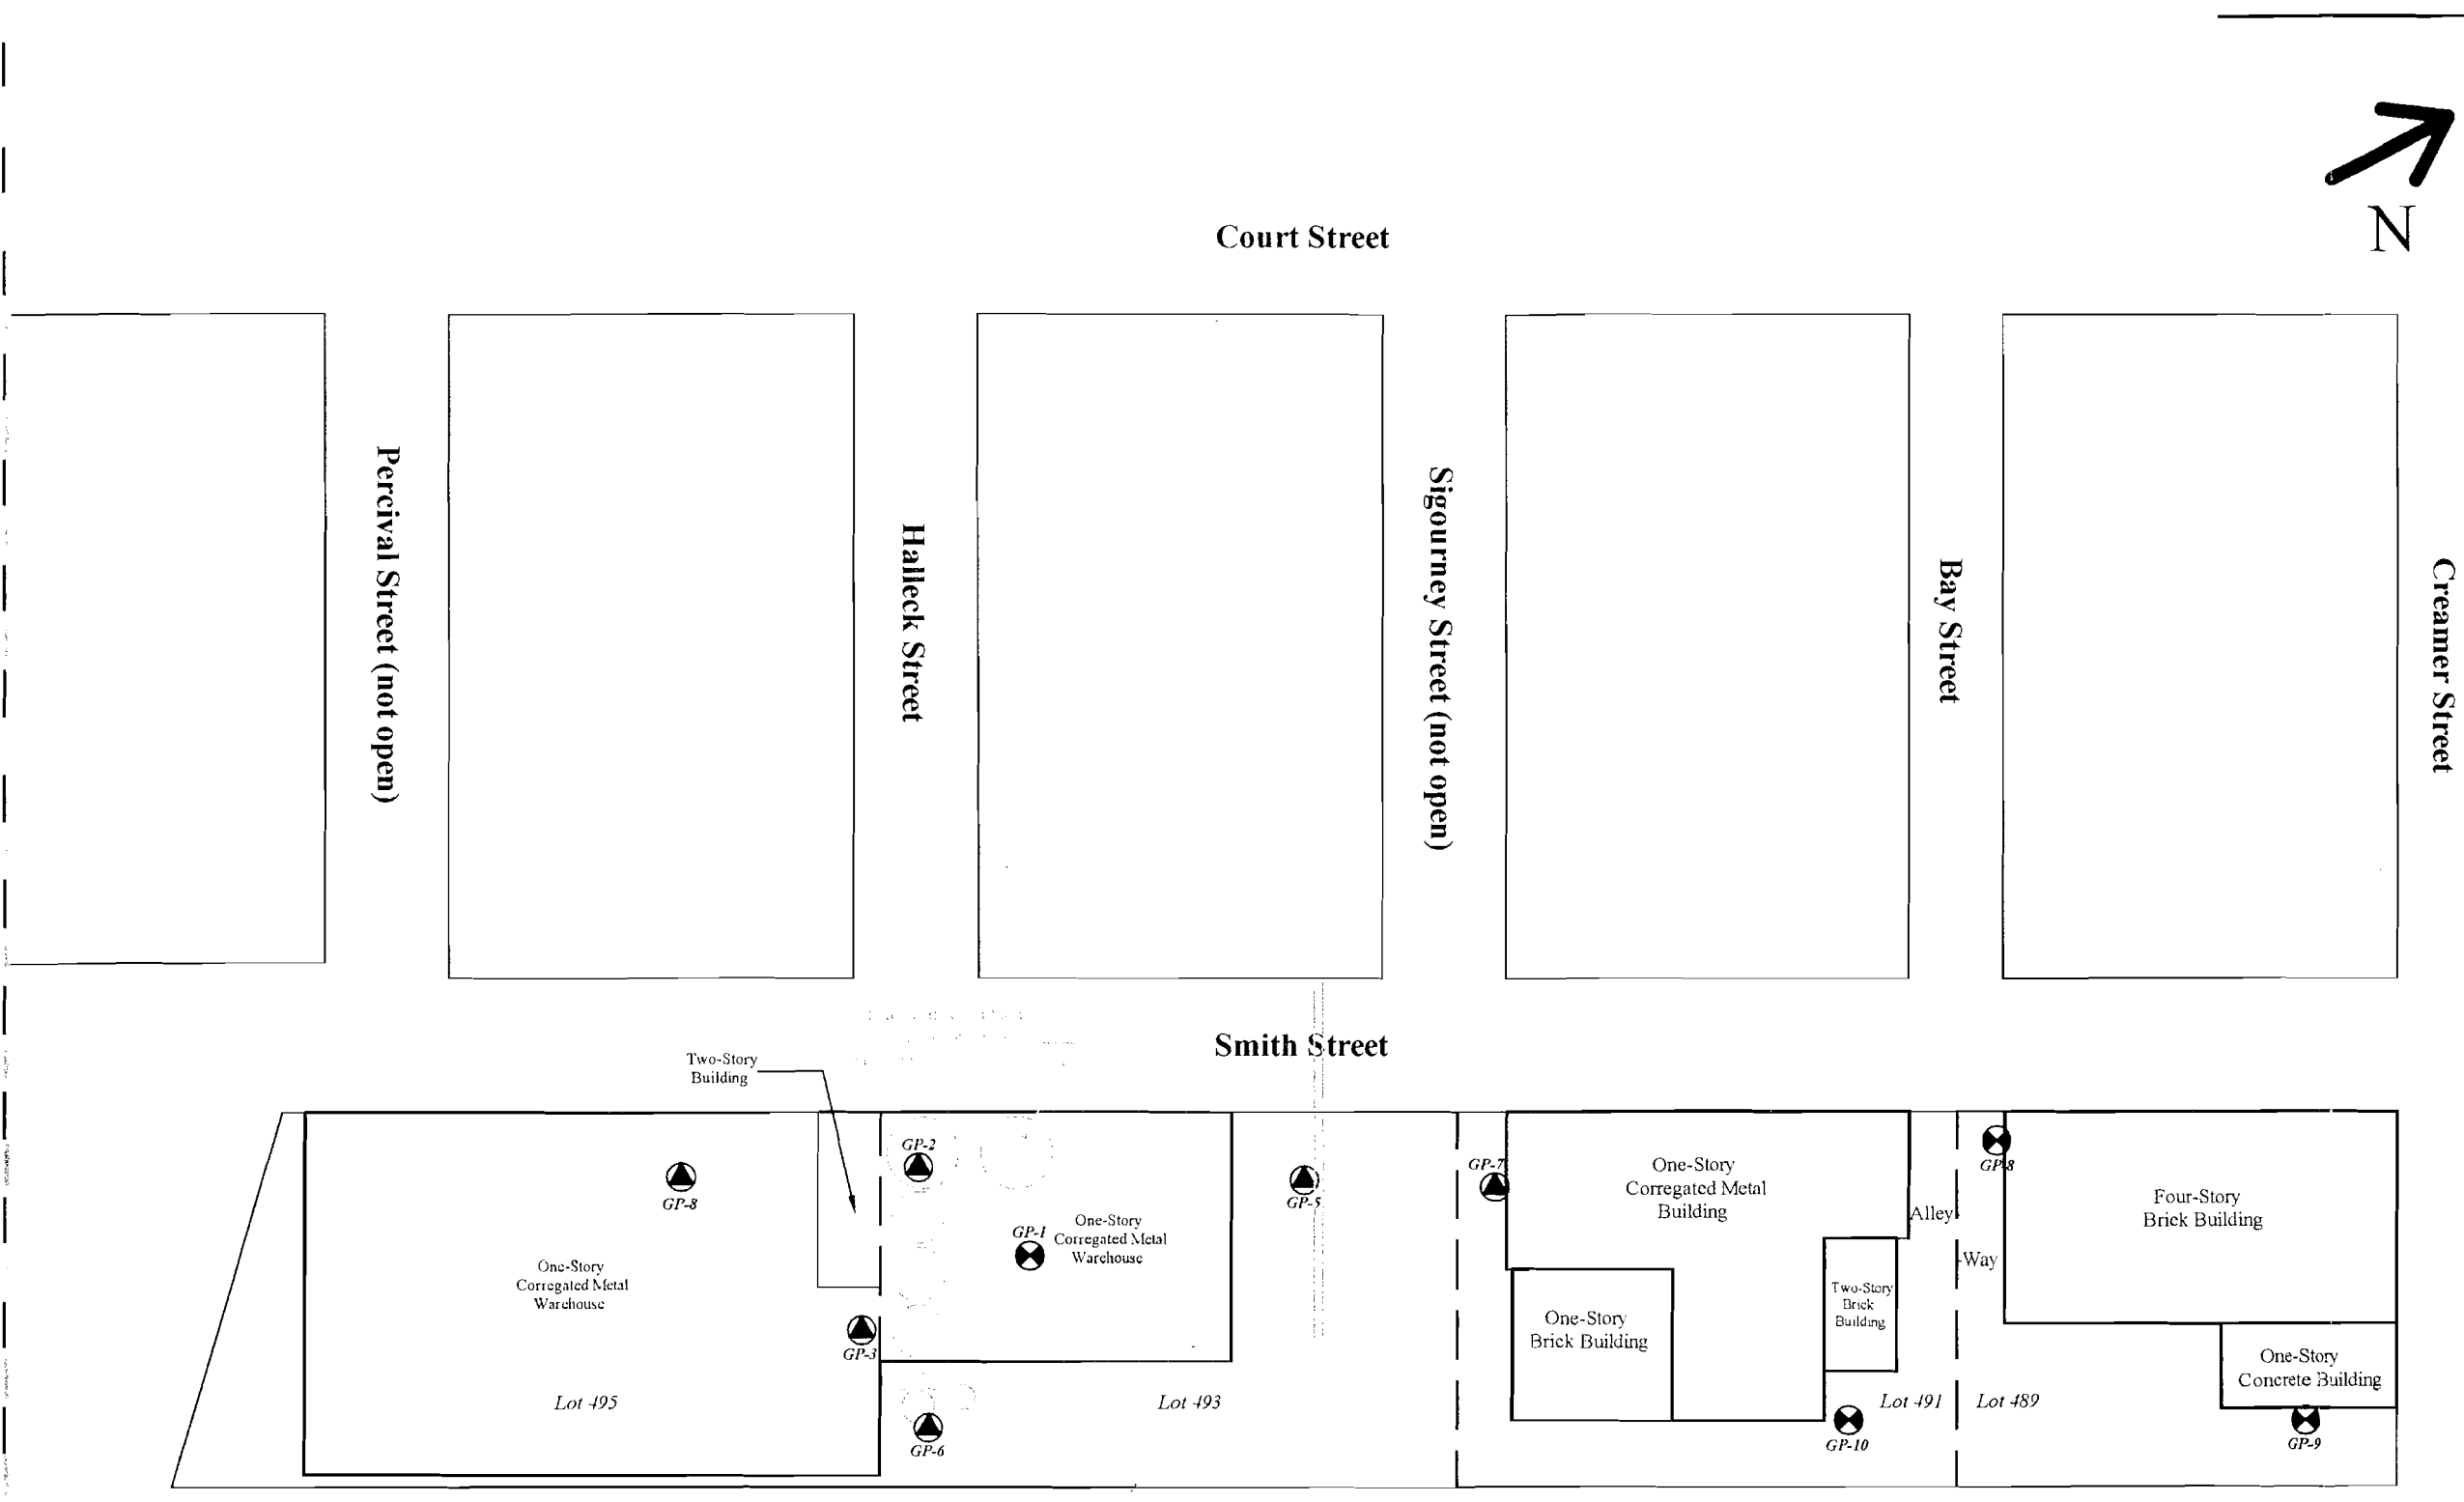 N
Court Street
Percival Street (not open)
Halleck Street
Sigourney Street (not open)
Bay Street
Creamer Street
Smith Street
Two-Story
Building
GP-8
GP-2
GP-1
One-Story
Corregated Metal
Warehouse
GP-5
GP-7
One-Story
Corregated Metal
Building
Alley
Way
GP-8
Four-Story
Brick Building
One-Story
Corregated Metal
Warehouse
GP-3
Two-Story
Brick
Building
One-Story
Brick Building
One-Story
Concrete Building
Lot 495
Lot 493
Lot 491
Lot 489
GP-6
GP-10
GP-9